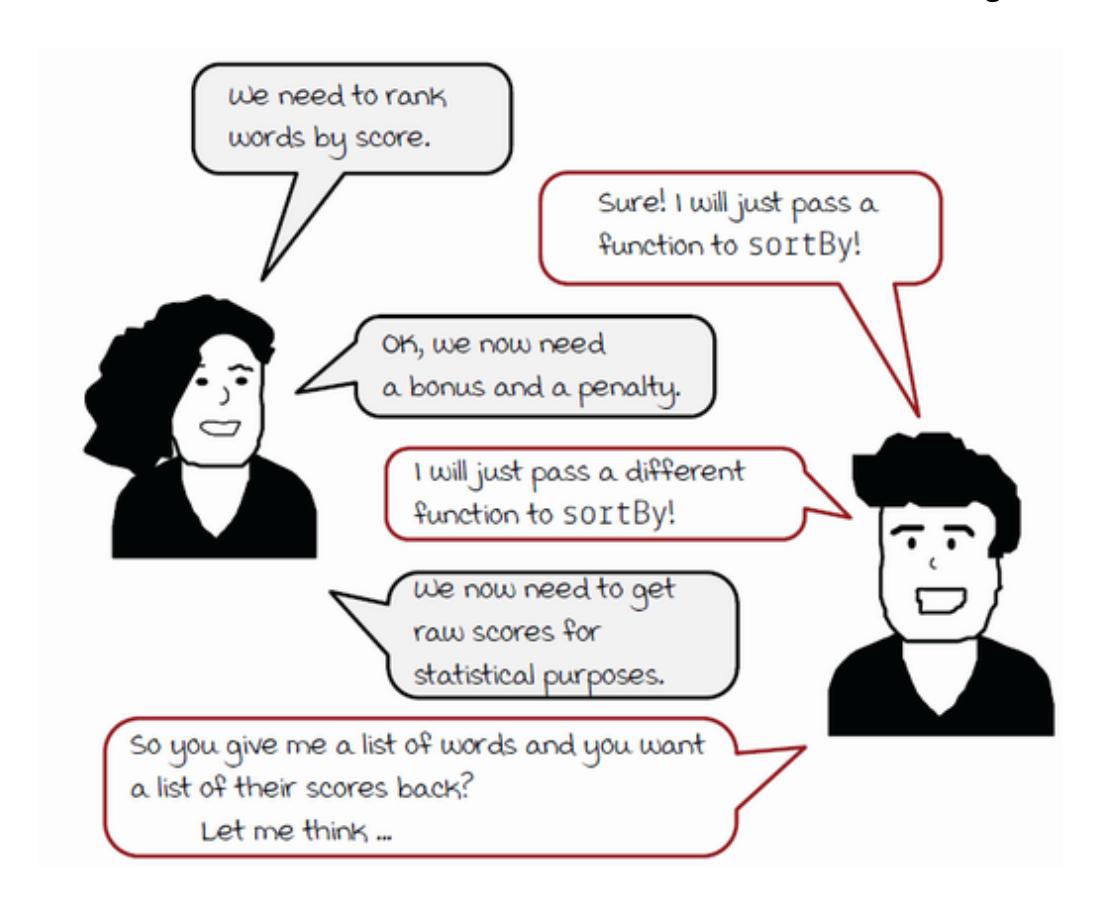 We need to rank
words by score.
Sure! I will just pass a
function to sortBy!
OK, we now need
a bonus and a penalty.
I will just pass a different
function to sortBy!
We now need to get
raw scores for
statistical purposes.
So you give me a list of words and you want
a list of their scores back?
Let me think ...